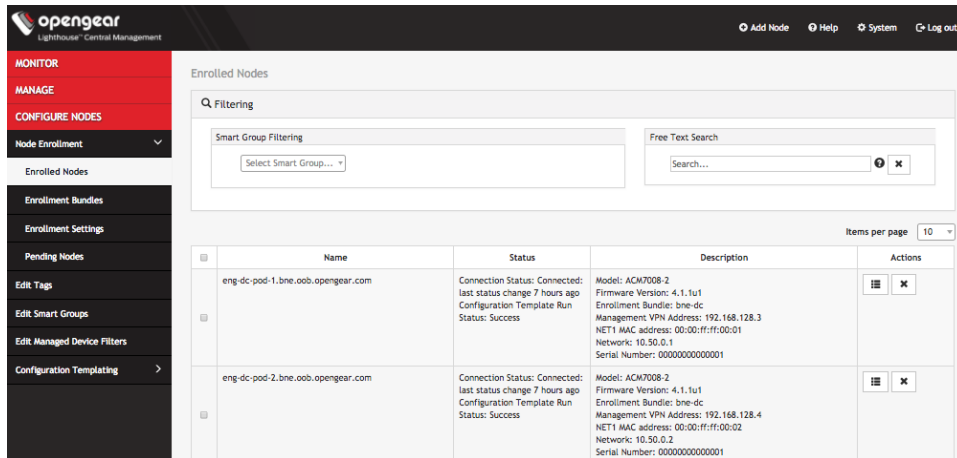 opengear
Lighthouse™ Central Management
Add Node
Help
System
Log out
MONITOR
MANAGE
CONFIGURE NODES
Node Enrollment
Enrolled Nodes
Enrollment Bundles
Enrollment Settings
Pending Nodes
Edit Tags
Edit Smart Groups
Edit Managed Device Filters
Configuration Templating
Enrolled Nodes
Filtering
Smart Group Filtering
Select Smart Group...
Free Text Search
Search...
Items per page 10
Name Status Description Actions
eng-dc-pod-1.bne.oob.opengear.com
Connection Status: Connected:
last status change 7 hours ago
Configuration Template Run
Status: Success
Model: ACM7008-2
Firmware Version: 4.1.1u1
Enrollment Bundle: bne-dc
Management VPN Address: 192.168.128.3
NET1 MAC address: 00:00:ff:ff:00:01
Network: 10.50.0.1
Serial Number: 00000000000001
eng-dc-pod-2.bne.oob.opengear.com
Connection Status: Connected:
last status change 7 hours ago
Configuration Template Run
Status: Success
Model: ACM7008-2
Firmware Version: 4.1.1u1
Enrollment Bundle: bne-dc
Management VPN Address: 192.168.128.4
NET1 MAC address: 00:00:ff:ff:00:02
Network: 10.50.0.2
Serial Number: 00000000000001